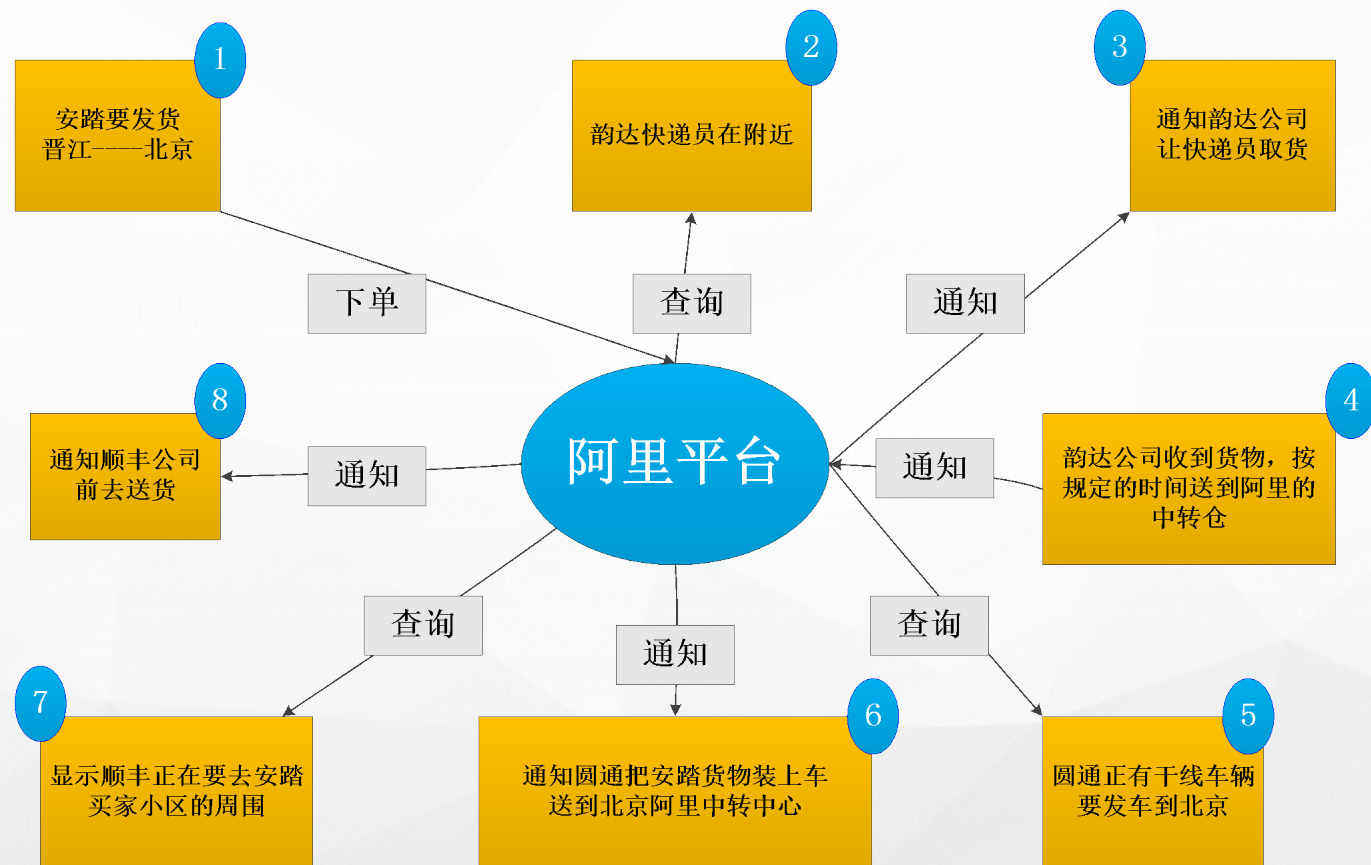 1
安踏要发货
晋江----北京
2
韵达快递员在附近
3
通知韵达公司
让快递员取货
下单
查询
通知
8
通知顺丰公司
前去送货
通知
阿里平台
通知
4
韵达公司收到货物，按
规定的时间送到阿里的
中转仓
查询
通知
查询
7
显示顺丰正在要去安踏
买家小区的周围
6
通知圆通把安踏货物装上车
送到北京阿里中转中心
5
圆通正有干线车辆
要发车到北京